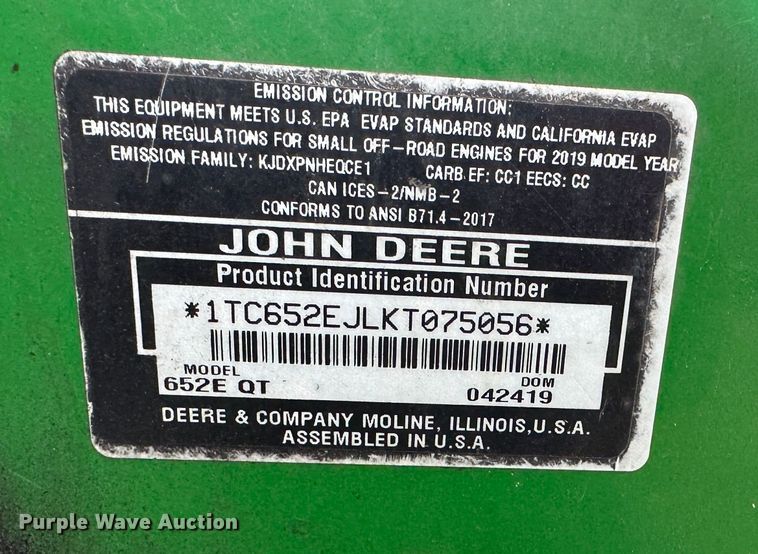 EMISSION CONTROL INFORMATION:
THIS EQUIPMENT MEETS U.S. EPA EVAP STANDARDS AND CALIFORNIA EVAP
EMISSION REGULATIONS FOR SMALL OFF-ROAD ENGINES FOR 2019 MODEL YEAR
EMISSION FAMILY: KJDXPNHEQCE1 CARB EF: CC1 EECS: CC
CAN ICES-2/NMB-2
CONFORMS TO ANSI B71.4-2017
JOHN DEERE
Product Identification Number
*1TC652EJLKT075056*
MODEL DOM
652E QT 042419
DEERE & COMPANY MOLINE, ILLINOIS,U.S.A.
ASSEMBLED IN U.S.A.
Purple Wave Auction